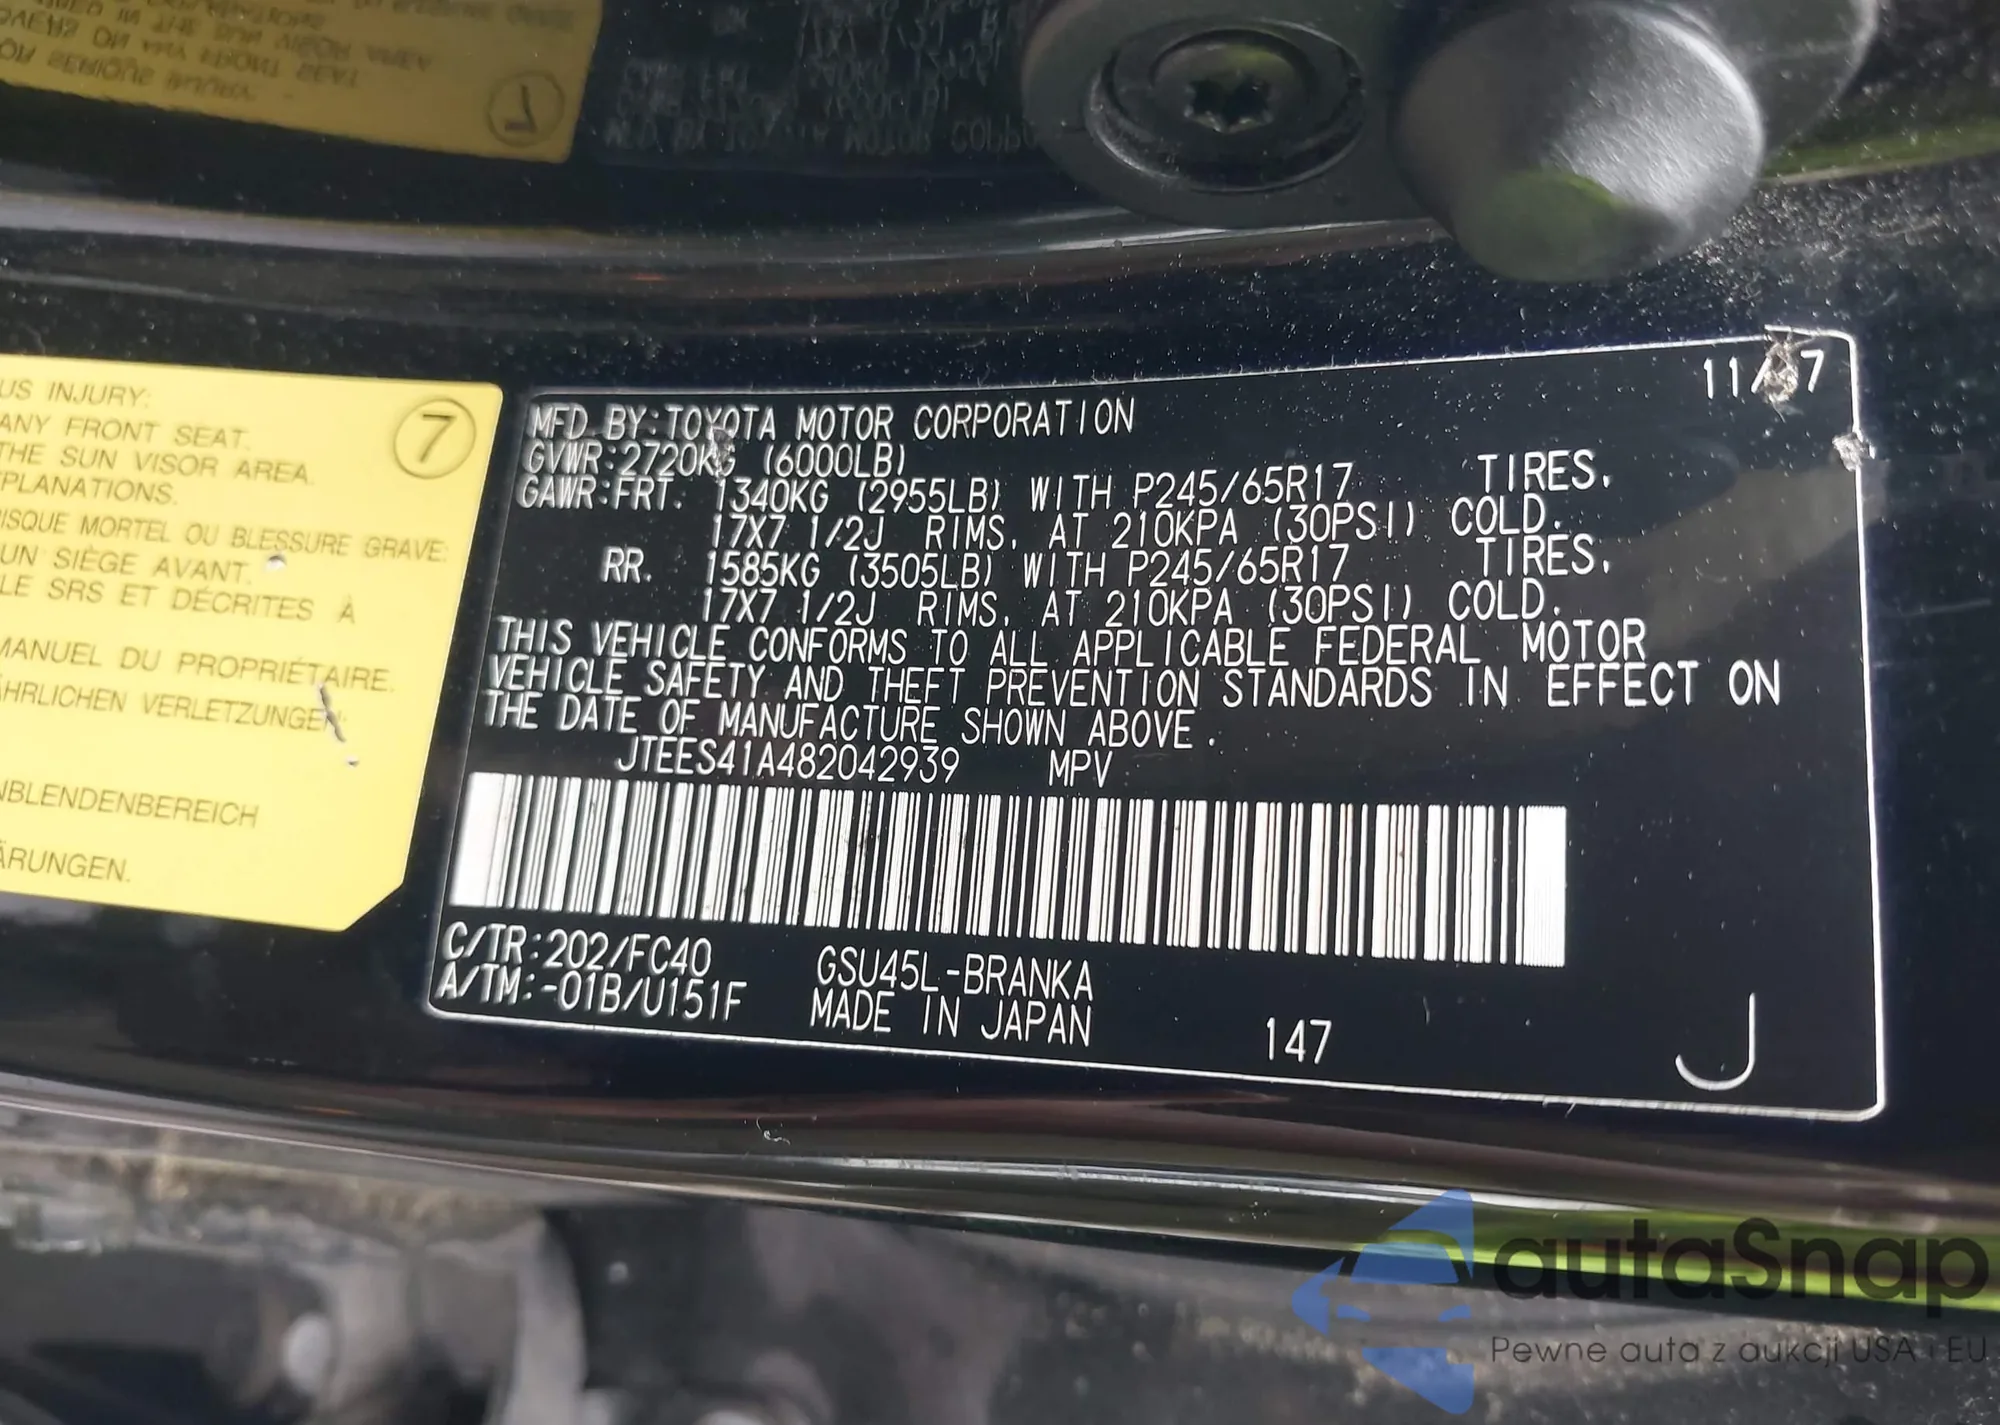 US INJURY:
ANY FRONT SEAT.
THE SUN VISOR AREA.
PLANATIONS.
7
ISQUE MORTEL OU BLESSURE GRAVE:
UN SIÈGE AVANT.
LE SRS ET DÉCRITES À
MANUEL DU PROPRIÉTAIRE.
ÄHRLICHEN VERLETZUNGEN
NBLENDENBEREICH
ÄRUNGEN.
11/07
MFD BY:TOYOTA MOTOR CORPORATION
GVWR:2720KG (6000LB)
GAWR:FRT. 1340KG (2955LB) WITH P245/65R17 TIRES.
17X7 1/2J RIMS, AT 210KPA (30PSI) COLD.
RR. 1585KG (3505LB) WITH P245/65R17 TIRES.
17X7 1/2J RIMS, AT 210KPA (30PSI) COLD.
THIS VEHICLE CONFORMS TO ALL APPLICABLE FEDERAL MOTOR
VEHICLE SAFETY AND THEFT PREVENTION STANDARDS IN EFFECT ON
THE DATE OF MANUFACTURE SHOWN ABOVE.
JTEES41A482042939 MPV
C/TR:202/FC40 GSU45L-BRANKA
A/TM:-01B/U151F MADE IN JAPAN 147
J
autaSnap
Pewne auta z aukcji USA i EU